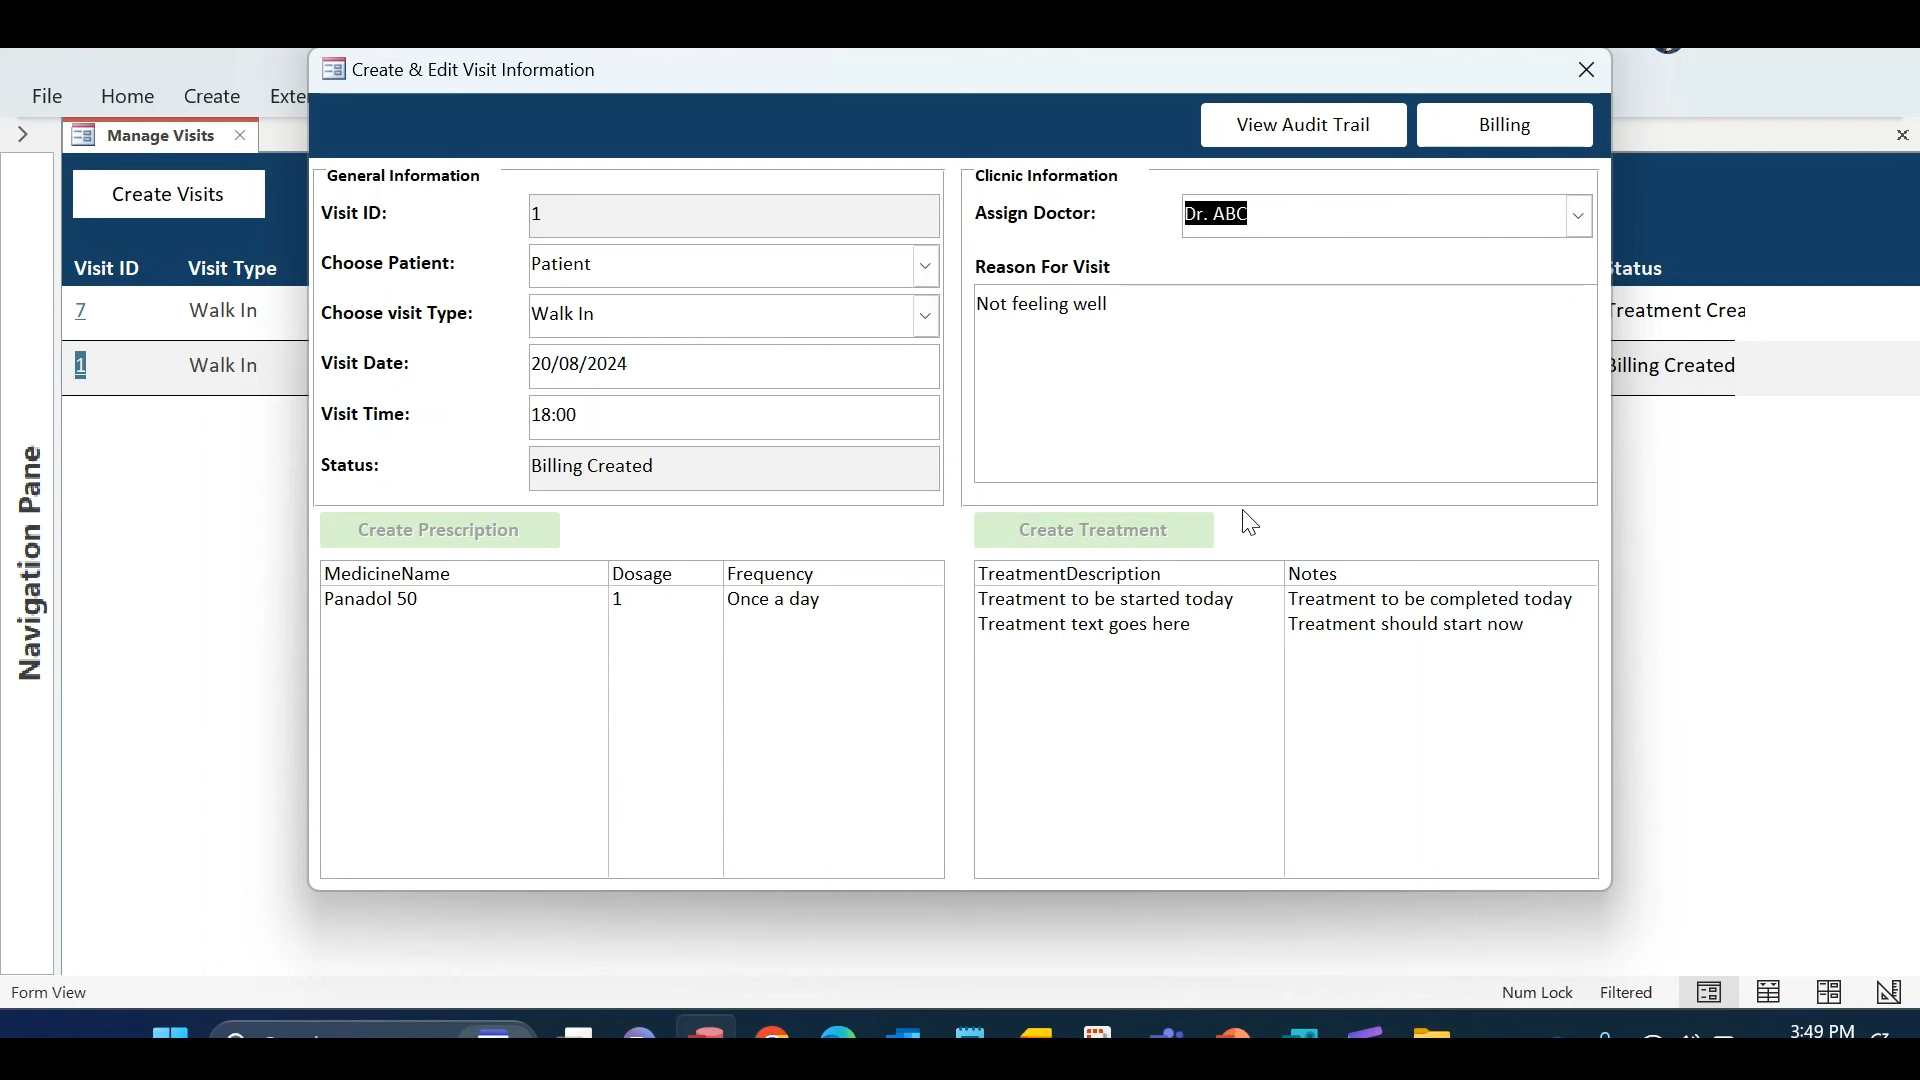 Create & Edit Visit Information
File Home Create Exte
Manage Visits
View Audit Trail Billing
Create Visits
Visit ID Visit Type
Status
7 Walk In
Treatment Crea
1 Walk In
Billing Created
General Information
Visit ID: 1
Choose Patient: Patient
Choose visit Type: Walk In
Visit Date: 20/08/2024
Visit Time: 18:00
Status: Billing Created
Clicnic Information
Assign Doctor: Dr. ABC
Reason For Visit
Not feeling well
Create Prescription
MedicineName Dosage Frequency
Panadol 50 1 Once a day
Create Treatment
TreatmentDescription Notes
Treatment to be started today Treatment to be completed today
Treatment text goes here Treatment should start now
Navigation Pane
Form View Num Lock Filtered
3:49 PM